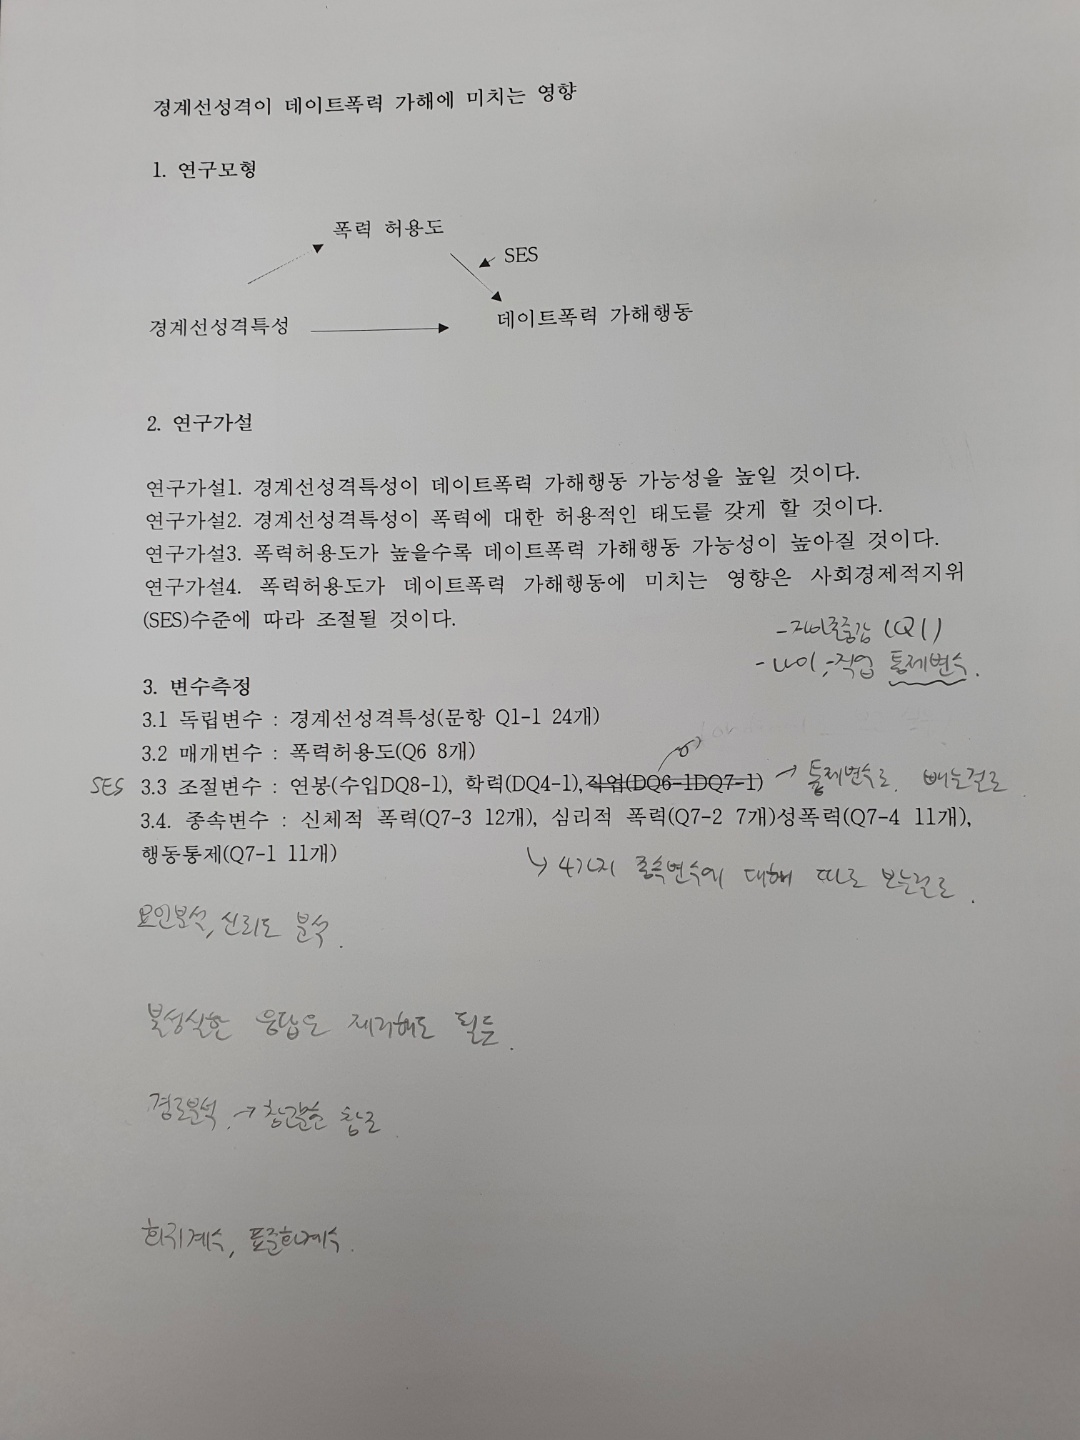 경계선성격이 데이트폭력 가해에 미치는 영향
1. 연구모형
폭력 허용도
SES
경계선성격특성
데이트폭력 가해행동
2. 연구가설
연구가설1. 경계선성격특성이 데이트폭력 가해행동 가능성을 높일 것이다.
연구가설2. 경계선성격특성이 폭력에 대한 허용적인 태도를 갖게 할 것이다.
연구가설3. 폭력허용도가 높을수록 데이트폭력 가해행동 가능성이 높아질 것이다.
연구가설4. 폭력허용도가 데이트폭력 가해행동에 미치는 영향은 사회경제적지위
(SES)수준에 따라 조절될 것이다.
(Q1)
-나이,-직업 통제변수.
3. 변수측정
3.1 독립변수 : 경계선성격특성(문항 Q1-1 24개)
3.2 매개변수 : 폭력허용도(Q6 8개)
SES 3.3 조절변수 : 연봉(수입DQ8-1), 학력(DQ4-1),직업(DQ6-1DQ7-1) → 통제변수로. 빼는걸로
3.4. 종속변수 : 신체적 폭력(Q7-3 12개), 심리적 폭력(Q7-2 7개)성폭력(Q7-4 11개),
행동통제(Q7-1 11개)
↳ 4가지 종속변수에 대해 따로 보는걸로.
요인분석, 신뢰도 분석.
불성실한 응답은 제거해도 될듯.
경로분석. →
회귀계수, 표준회계수.